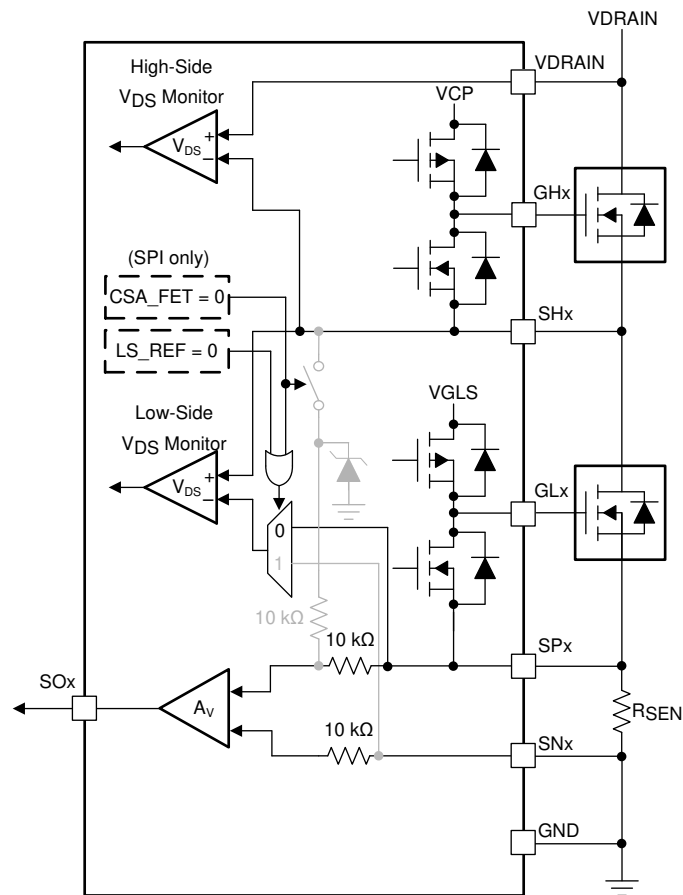 VDRAIN
High-Side
VDS Monitor
VDRAIN
VCP
+
VDS
−
GHx
(SPI only)
CSA_FET = 0
SHx
LS_REF = 0
VGLS
Low-Side
VDS Monitor
+
VDS
−
GLx
0
1
10 kΩ
10 kΩ
SPx
SOx
AV
RSEN
10 kΩ
SNx
GND